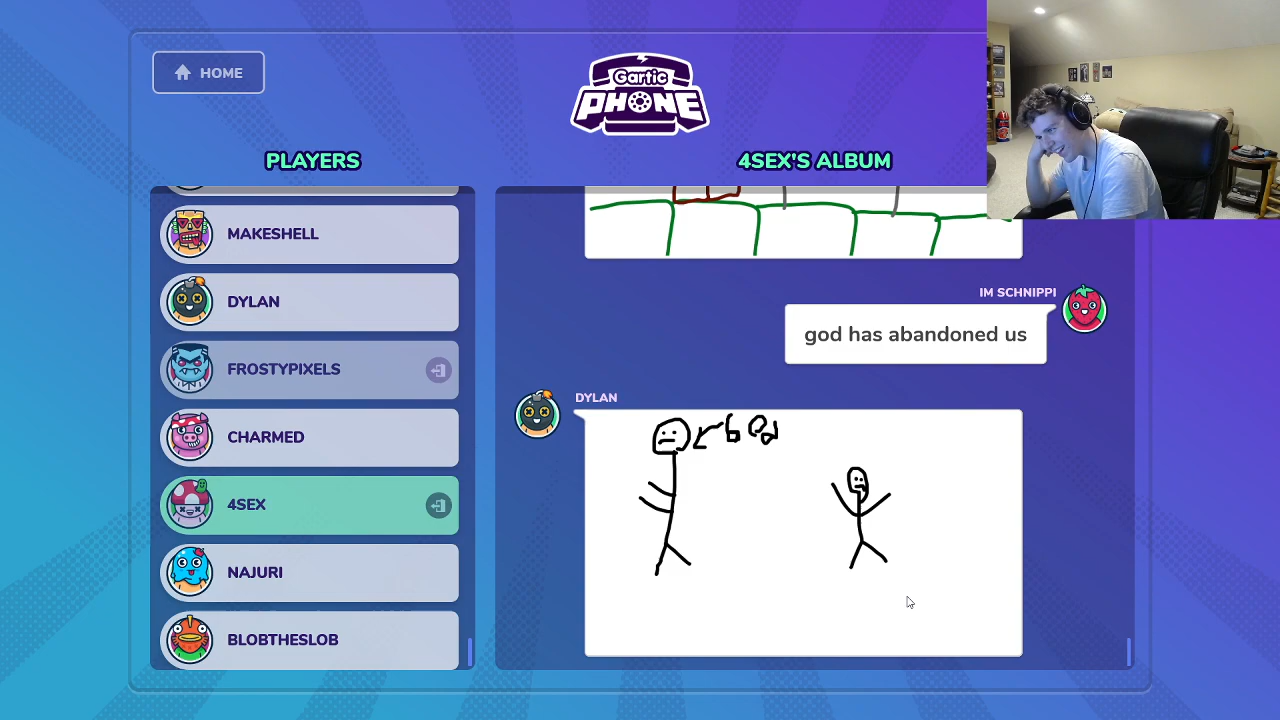 HOME
Gartic
PHONE
PLAYERS
4SEX'S ALBUM
MAKESHELL
DYLAN
FROSTYPIXELS
CHARMED
4SEX
NAJURI
BLOBTHESLOB
IM SCHNIPPI
god has abandoned us
DYLAN
God